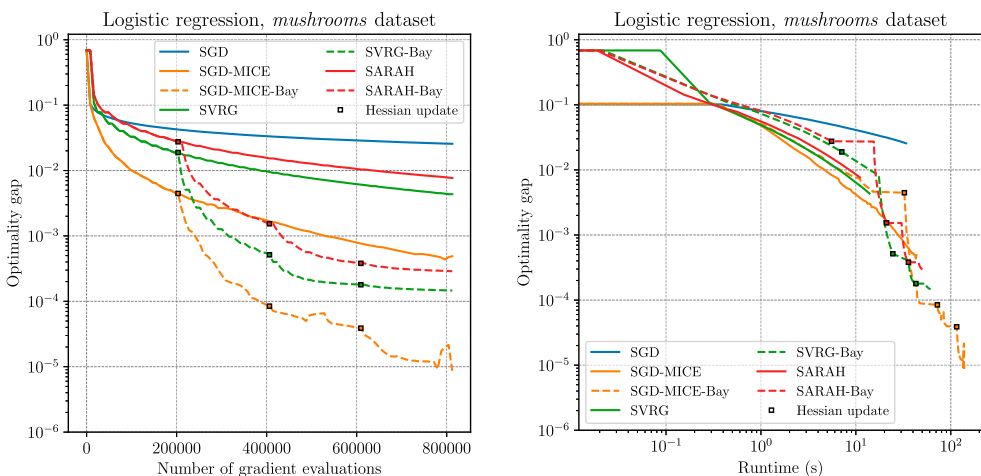 Logistic regression, mushrooms dataset
10^0
10^-1
10^-2
10^-3
10^-4
10^-5
10^-6
Optimality gap
SGD
SGD-MICE
SGD-MICE-Bay
SVRG
SVRG-Bay
SARAH
SARAH-Bay
Hessian update
0
200000
400000
600000
800000
Number of gradient evaluations
Logistic regression, mushrooms dataset
10^0
10^-1
10^-2
10^-3
10^-4
10^-5
10^-6
Optimality gap
SGD
SGD-MICE
SGD-MICE-Bay
SVRG
SVRG-Bay
SARAH
SARAH-Bay
Hessian update
10^-1
10^0
10^1
10^2
Runtime (s)